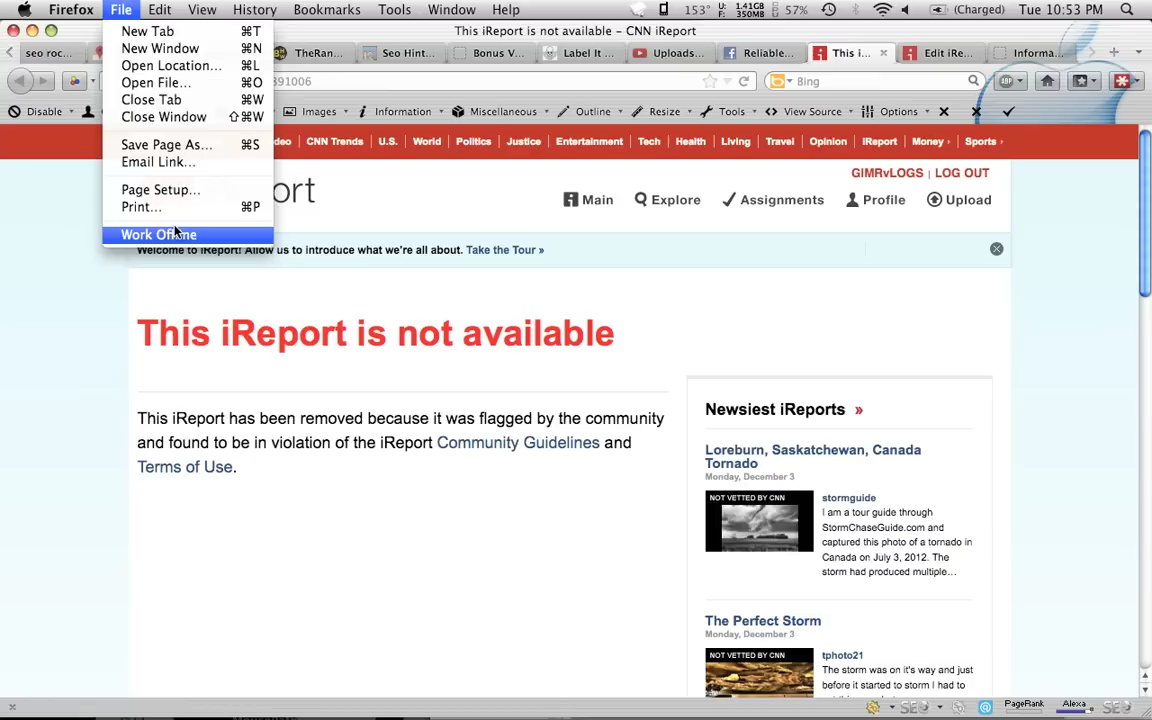 Firefox File Edit View History Bookmarks Tools Window Help 153° U: F: 1.41GB 350MB 57% (Charged) Tue 10:53 PM
This iReport is not available - CNN iReport
seo roc... TheRan... Seo Hint... Bonus V... Label It ... Uploads... Reliable... This i... Edit iRe... Informa...
391006 Bing
Disable Images Information Miscellaneous Outline Resize Tools View Source Options
New Tab ⌘T
New Window ⌘N
Open Location... ⌘L
Open File... ⌘O
Close Tab ⌘W
Close Window ⇧⌘W
Save Page As... ⌘S
Email Link...
Page Setup...
Print... ⌘P
Work Offline
deo CNN Trends U.S. World Politics Justice Entertainment Tech Health Living Travel Opinion iReport Money Sports
GIMRvLOGS | LOG OUT
port
Main Explore Assignments Profile Upload
Welcome to iReport! Allow us to introduce what we're all about. Take the Tour »
This iReport is not available
This iReport has been removed because it was flagged by the community
and found to be in violation of the iReport Community Guidelines and
Terms of Use.
Newsiest iReports »
Loreburn, Saskatchewan, Canada
Tornado
Monday, December 3
NOT VETTED BY CNN
stormguide
I am a tour guide through
StormChaseGuide.com and
captured this photo of a tornado in
Canada on July 3, 2012. The
storm had produced multiple...
The Perfect Storm
Monday, December 3
NOT VETTED BY CNN
tphoto21
The storm was on it's way and just
before it started to storm I had to
PageRank Alexa